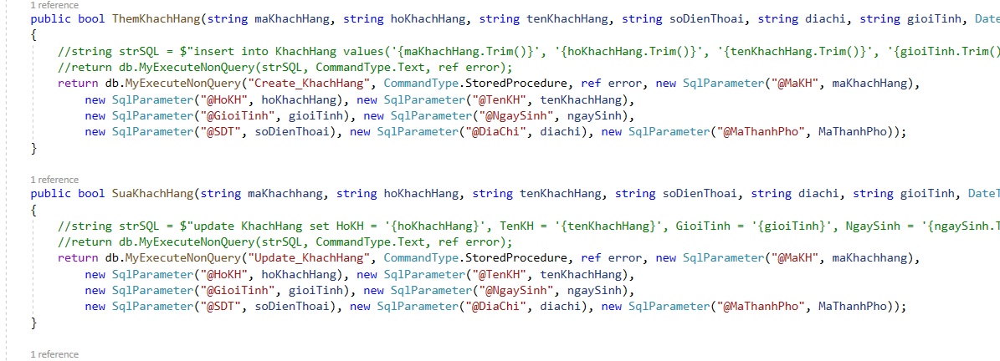 1 reference
public bool ThemKhachHang(string maKhachHang, string hoKhachHang, string tenKhachHang, string soDienThoai, string diachi, string gioiTinh, Date
{
//string strSQL = $"insert into KhachHang values('{maKhachHang.Trim()}', '{hoKhachHang.Trim()}', '{tenKhachHang.Trim()}', '{gioiTinh.Trim()
//return db.MyExecuteNonQuery(strSQL, CommandType.Text, ref error);
return db.MyExecuteNonQuery("Create_KhachHang", CommandType.StoredProcedure, ref error, new SqlParameter("@MaKH", maKhachHang),
new SqlParameter("@HoKH", hoKhachHang), new SqlParameter("@TenKH", tenKhachHang),
new SqlParameter("@GioiTinh", gioiTinh), new SqlParameter("@NgaySinh", ngaySinh),
new SqlParameter("@SDT", soDienThoai), new SqlParameter("@DiaChi", diachi), new SqlParameter("@MaThanhPho", MaThanhPho));
}
1 reference
public bool SuaKhachHang(string maKhachhang, string hoKhachHang, string tenKhachHang, string soDienThoai, string diachi, string gioiTinh, DateT
{
//string strSQL = $"update KhachHang set HoKH = '{hoKhachHang}', TenKH = '{tenKhachHang}', GioiTinh = '{gioiTinh}', NgaySinh = '{ngaySinh.T
//return db.MyExecuteNonQuery(strSQL, CommandType.Text, ref error);
return db.MyExecuteNonQuery("Update_KhachHang", CommandType.StoredProcedure, ref error, new SqlParameter("@MaKH", maKhachhang),
new SqlParameter("@HoKH", hoKhachHang), new SqlParameter("@TenKH", tenKhachHang),
new SqlParameter("@GioiTinh", gioiTinh), new SqlParameter("@NgaySinh", ngaySinh),
new SqlParameter("@SDT", soDienThoai), new SqlParameter("@DiaChi", diachi), new SqlParameter("@MaThanhPho", MaThanhPho));
}
1 reference